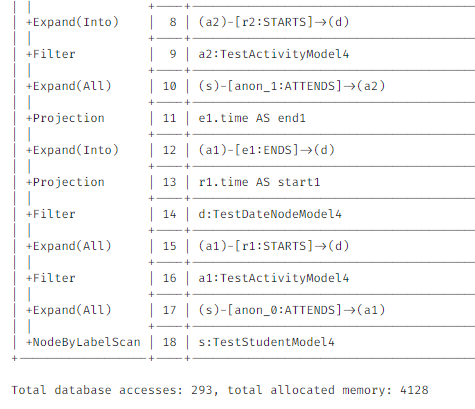 +Expand(Into) | 8 | (a2)-[r2:STARTS]->(d)
+Filter | 9 | a2:TestActivityModel4
+Expand(All) | 10 | (s)-[anon_1:ATTENDS]->(a2)
+Projection | 11 | e1.time AS end1
+Expand(Into) | 12 | (a1)-[e1:ENDS]->(d)
+Projection | 13 | r1.time AS start1
+Filter | 14 | d:TestDateNodeModel4
+Expand(All) | 15 | (a1)-[r1:STARTS]->(d)
+Filter | 16 | a1:TestActivityModel4
+Expand(All) | 17 | (s)-[anon_0:ATTENDS]->(a1)
+NodeByLabelScan | 18 | s:TestStudentModel4
Total database accesses: 293, total allocated memory: 4128